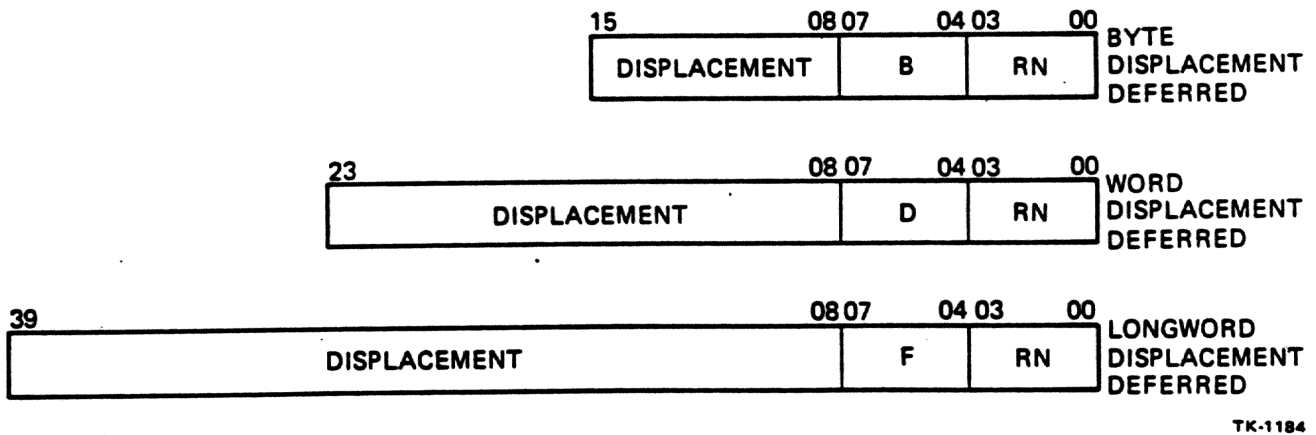 15 08 07 04 03 00
DISPLACEMENT B RN
BYTE
DISPLACEMENT
DEFERRED
23 08 07 04 03 00
DISPLACEMENT D RN
WORD
DISPLACEMENT
DEFERRED
39 08 07 04 03 00
DISPLACEMENT F RN
LONGWORD
DISPLACEMENT
DEFERRED
TK-1184